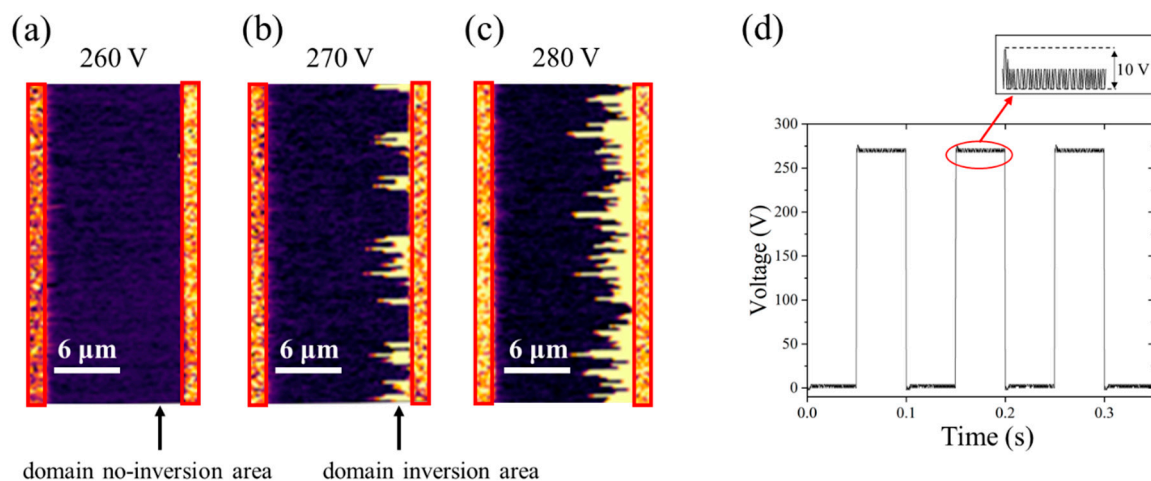 (a)
260 V
6 μm
domain no-inversion area
(b)
270 V
6 μm
domain inversion area
(c)
280 V
6 μm
(d)
10 V
300
250
200
150
100
50
0
Voltage (V)
0.0
0.1
0.2
0.3
Time (s)